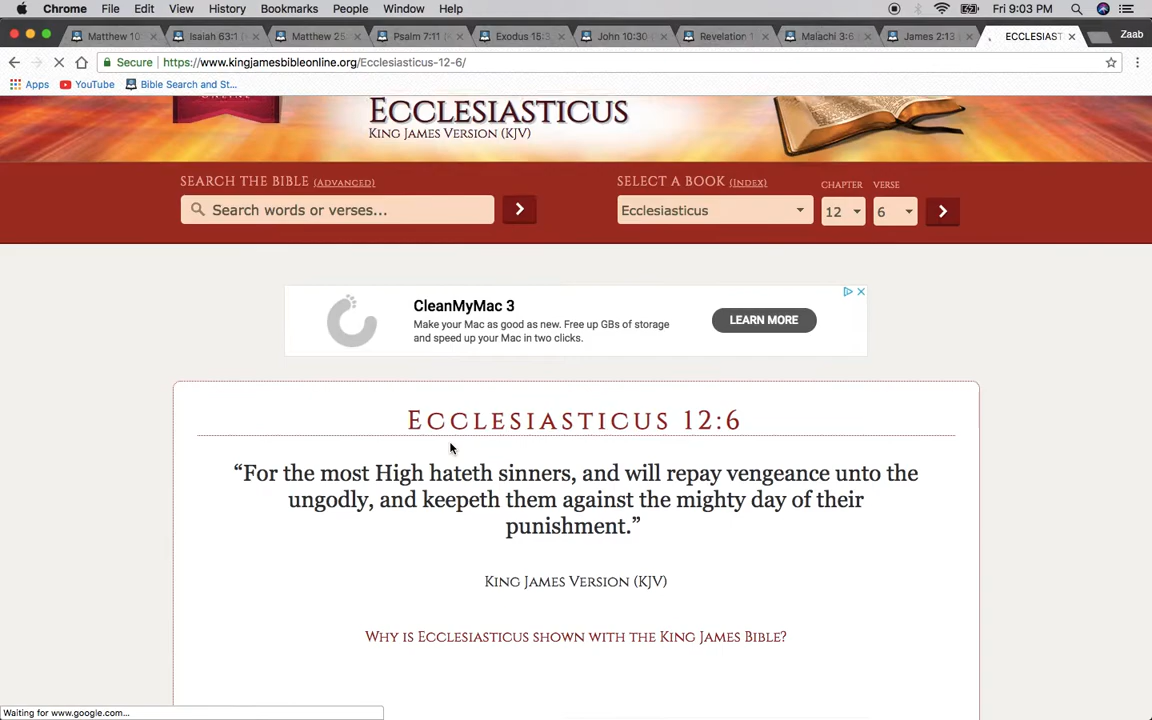 Chrome File Edit View History Bookmarks People Window Help Fri 9:03 PM
Matthew 10: Isaiah 63:1 Matthew 25 Psalm 7:11 Exodus 15:3 John 10:30 Revelation 1 Malachi 3:6 James 2:13 ECCLESIAST Zaab
Secure https://www.kingjamesbibleonline.org/Ecclesiasticus-12-6/
Apps YouTube Bible Search and St...
ONLINE
ECCLESIASTICUS
KING JAMES VERSION (KJV)
SEARCH THE BIBLE (ADVANCED) SELECT A BOOK (INDEX) CHAPTER VERSE
Search words or verses... Ecclesiasticus 12 6
CleanMyMac 3
Make your Mac as good as new. Free up GBs of storage
and speed up your Mac in two clicks.
LEARN MORE
ECCLESIASTICUS 12:6
“For the most High hateth sinners, and will repay vengeance unto the
ungodly, and keepeth them against the mighty day of their
punishment.”
KING JAMES VERSION (KJV)
WHY IS ECCLESIASTICUS SHOWN WITH THE KING JAMES BIBLE?
Waiting for www.google.com...